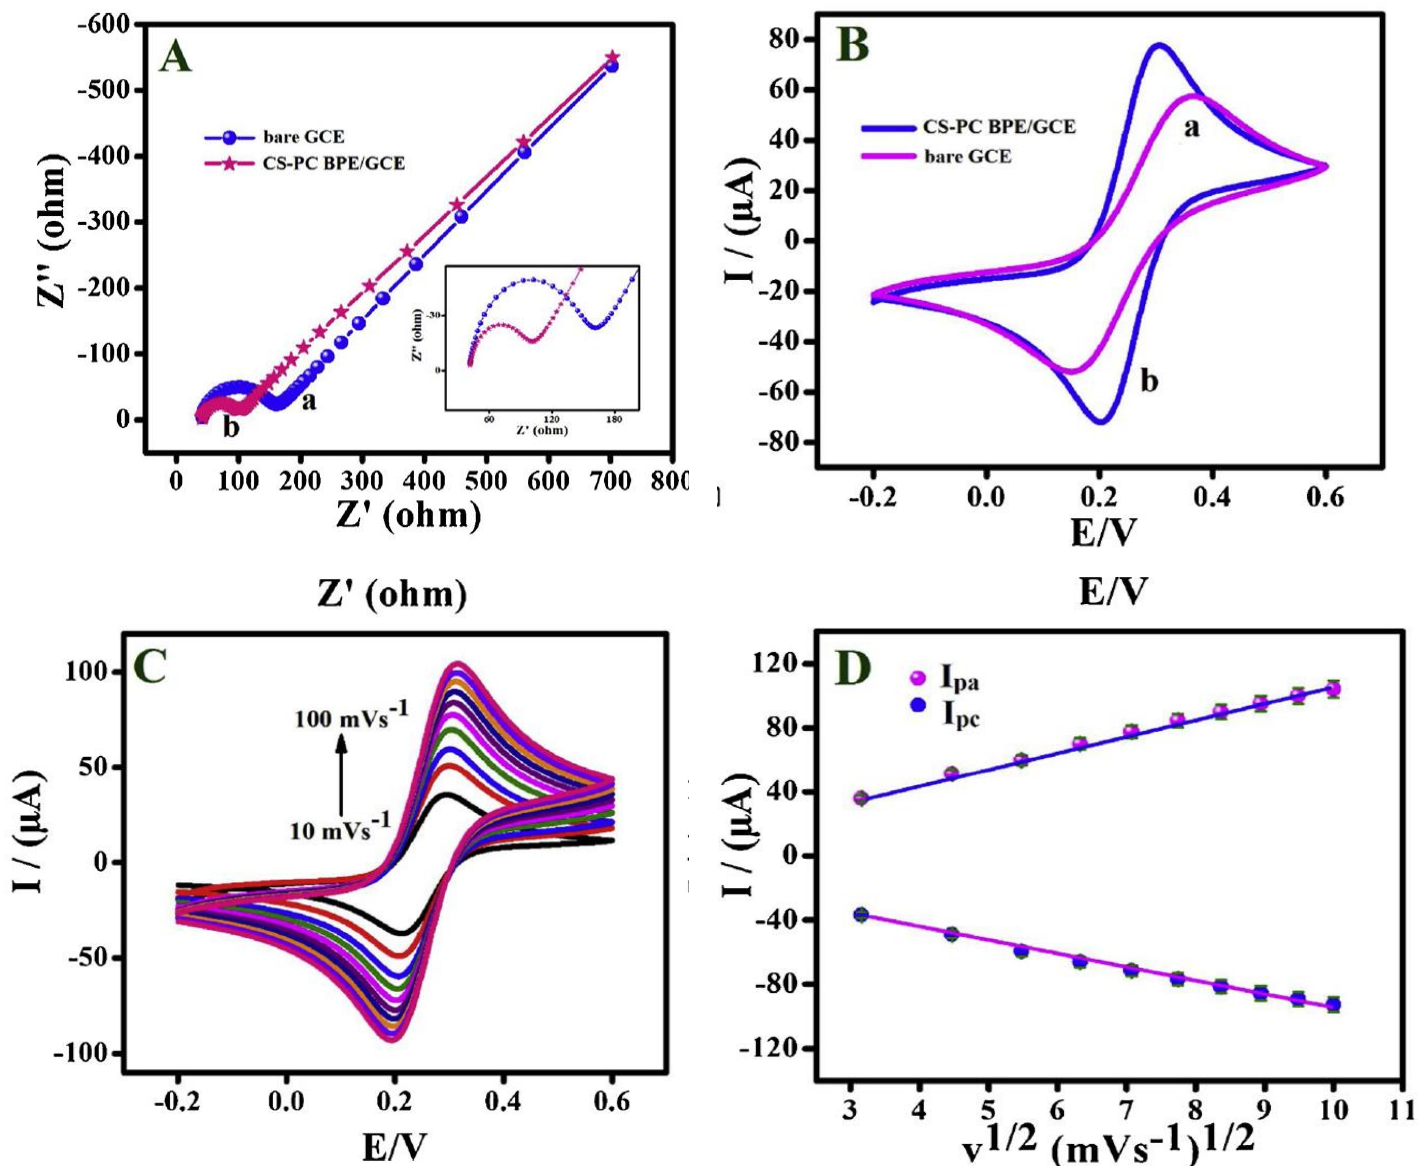 A
-600
-500
-400
-300
-200
-100
0
Z'' (ohm)
bare GCE
CS-PC BPE/GCE
a
b
Z'' (ohm)
-30
0
60
120
180
Z' (ohm)
0
100
200
300
400
500
600
700
800
Z' (ohm)
B
80
60
40
20
0
-20
-40
-60
-80
I / (µA)
CS-PC BPE/GCE
bare GCE
a
b
-0.2
0.0
0.2
0.4
0.6
E/V
Z' (ohm)
E/V
C
100
50
0
-50
-100
I / (µA)
100 mVs-1
10 mVs-1
-0.2
0.0
0.2
0.4
0.6
E/V
D
120
80
40
0
-40
-80
-120
I / (µA)
Ipa
Ipc
3
4
5
6
7
8
9
10
11
v1/2 (mVs-1)1/2